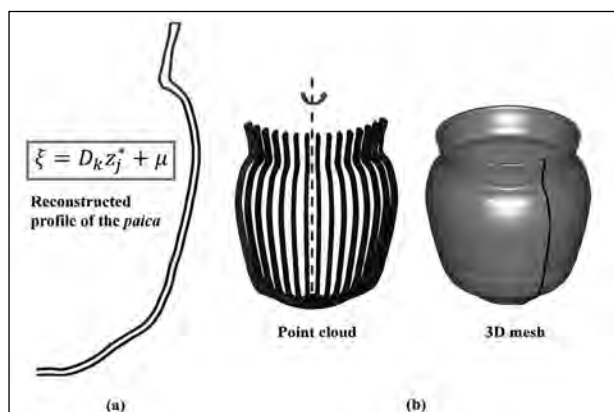 ξ = D_k z_j^* + μ
Reconstructed
profile of the paica
Point cloud
3D mesh
(a)
(b)